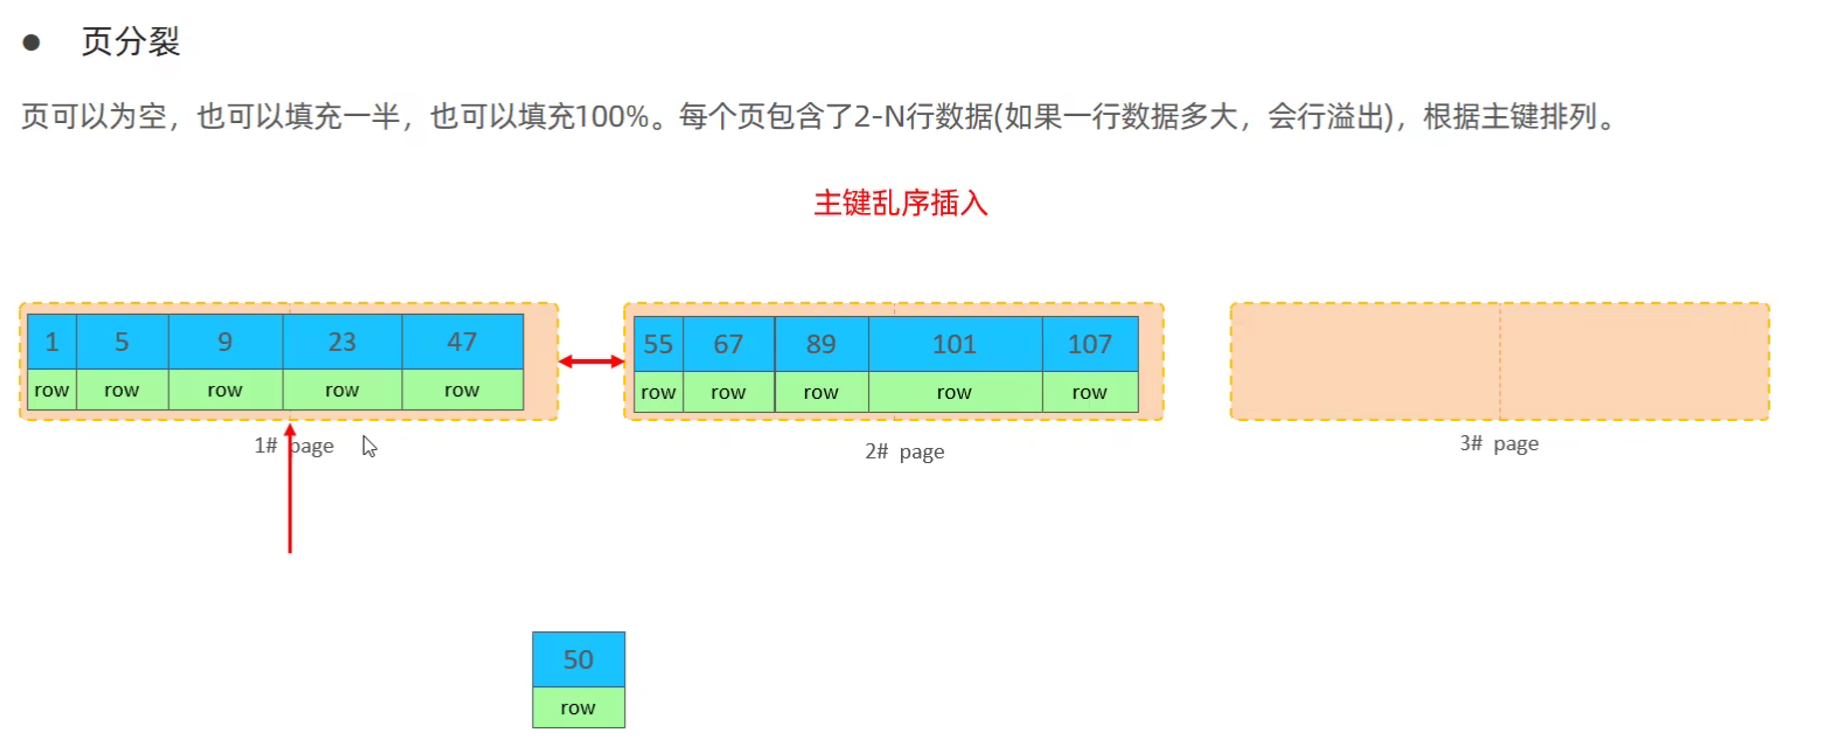 ● 页分裂
页可以为空，也可以填充一半，也可以填充100%。每个页包含了2-N行数据(如果一行数据多大，会行溢出)，根据主键排列。
主键乱序插入
1 5 9 23 47
row row row row row
1# page
55 67 89 101 107
row row row row row
2# page
3# page
50
row